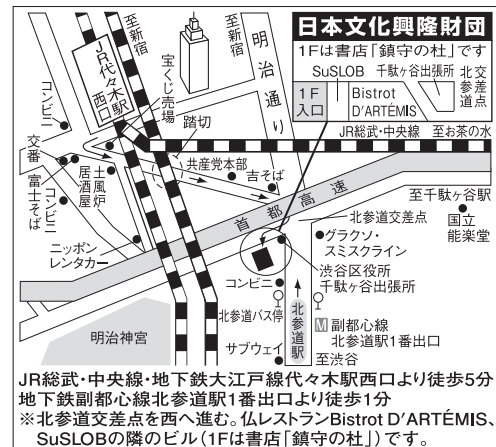 日本文化興隆財団
1Fは書店「鎮守の杜」です
SuSLOB
千駄ヶ谷出張所
北参道交差点
1F
入口
Bistrot
D'ARTÉMIS
至新宿
至新宿
JR代々木駅
西口
宝くじ売場
明治通り
コンビニ
踏切
JR総武・中央線
至お茶の水
交番
共産党本部
吉そば
富士そば
コンビニ
居酒屋
土風炉
首都高速
至千駄ヶ谷駅
北参道交差点
国立
能楽堂
グラクソ・
スミスクライン
ニッポン
レンタカー
渋谷区役所
千駄ヶ谷出張所
コンビニ
北参道バス停
北参道駅
M 副都心線
北参道駅1番出口
明治神宮
サブウェイ
至渋谷
JR総武・中央線・地下鉄大江戸線代々木駅西口より徒歩5分
地下鉄副都心線北参道駅1番出口より徒歩1分
※北参道交差点を西へ進む。仏レストランBistrot D'ARTÉMIS、
SuSLOBの隣のビル(1Fは書店「鎮守の杜」)です。